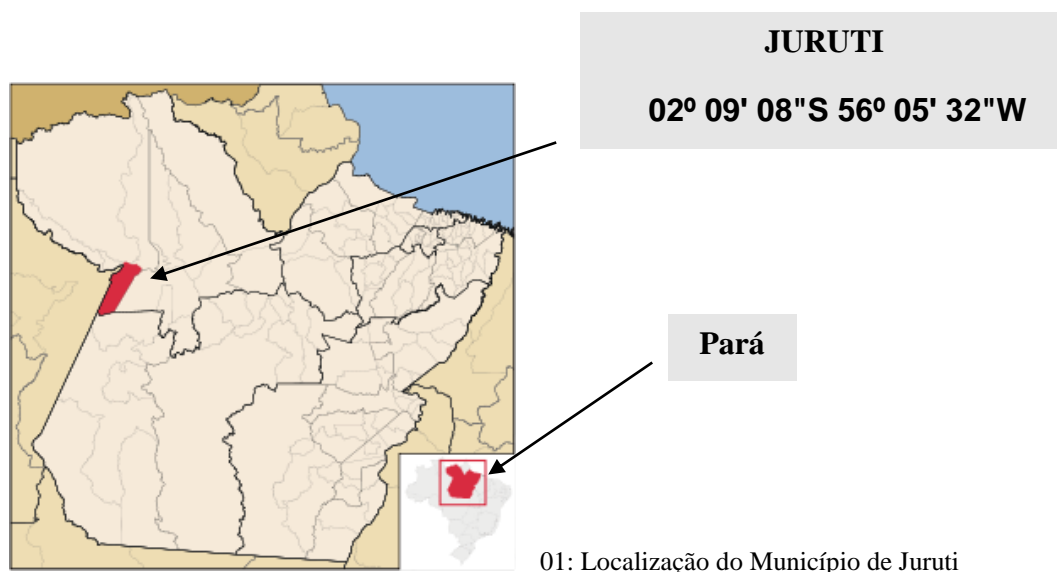 JURUTI
02º 09' 08"S 56º 05' 32"W
Pará
01: Localização do Município de Juruti